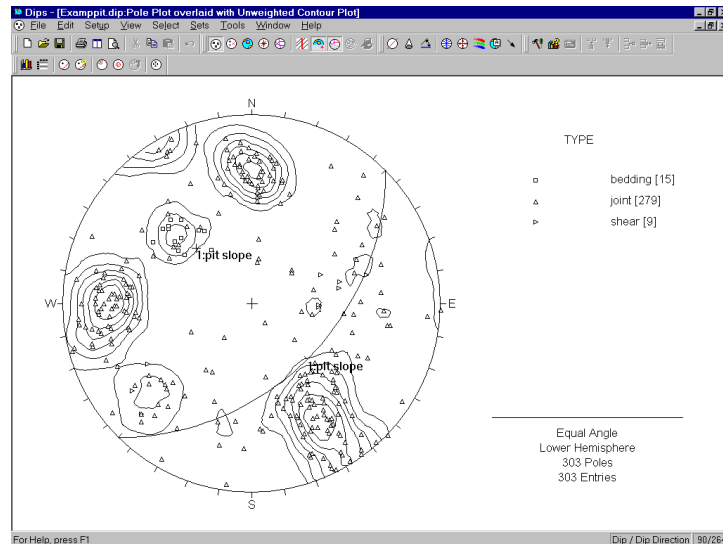 Dips - [Examppit.dip:Pole Plot overlaid with Unweighted Contour Plot]
File Edit Setup View Select Sets Tools Window Help
N
TYPE
bedding [15]
joint [279]
shear [9]
1:pit slope
W
E
1:pit slope
Equal Angle
Lower Hemisphere
303 Poles
303 Entries
S
For Help, press F1
Dip / Dip Direction 90/26